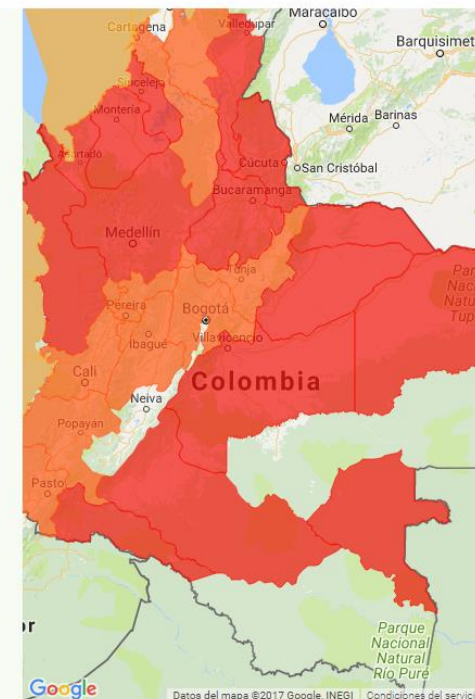 Maracaibo
Cartagena
Valledupar
Barquisimet
Sincelejo
Montería
Mérida
Barinas
Apartadó
Cúcuta
San Cristóbal
Bucaramanga
Medellín
Tunja
Par
Nac
Natu
Tup
Pereira
Bogotá
Ibagué
Villavicencio
Cali
Colombia
Neiva
Popayán
Pasto
or
Parque
Nacional
Natural
Río Puré
Google
Datos del mapa ©2017 Google, INEGI
Condiciones del servicio